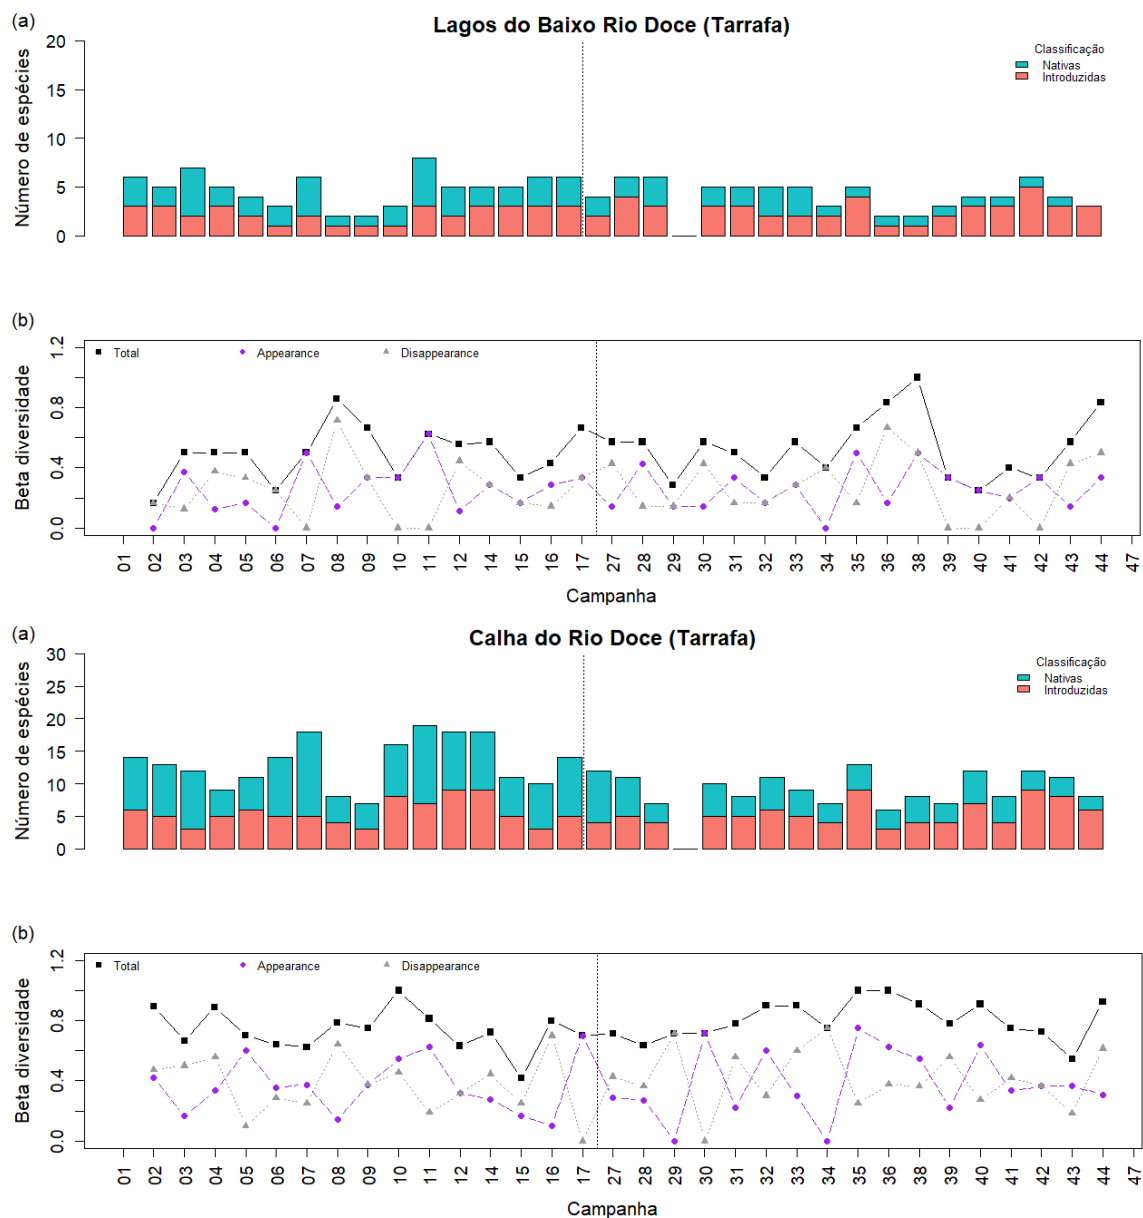 (a)
Lagos do Baixo Rio Doce (Tarrafa)
Número de espécies
20
15
10
5
0
Classificação
Nativas
Introduzidas
(b)
Beta diversidade
1.2
0.8
0.4
0.0
Total Appearance Disappearance
01 02 03 04 05 06 07 08 09 10 11 12 14 15 16 17 27 28 29 30 31 32 33 34 35 36 38 39 40 41 42 43 44 47
Campanha
(a)
Calha do Rio Doce (Tarrafa)
Número de espécies
30
25
20
15
10
5
0
Classificação
Nativas
Introduzidas
(b)
Beta diversidade
1.2
0.8
0.4
0.0
Total Appearance Disappearance
01 02 03 04 05 06 07 08 09 10 11 12 14 15 16 17 27 28 29 30 31 32 33 34 35 36 38 39 40 41 42 43 44 47
Campanha